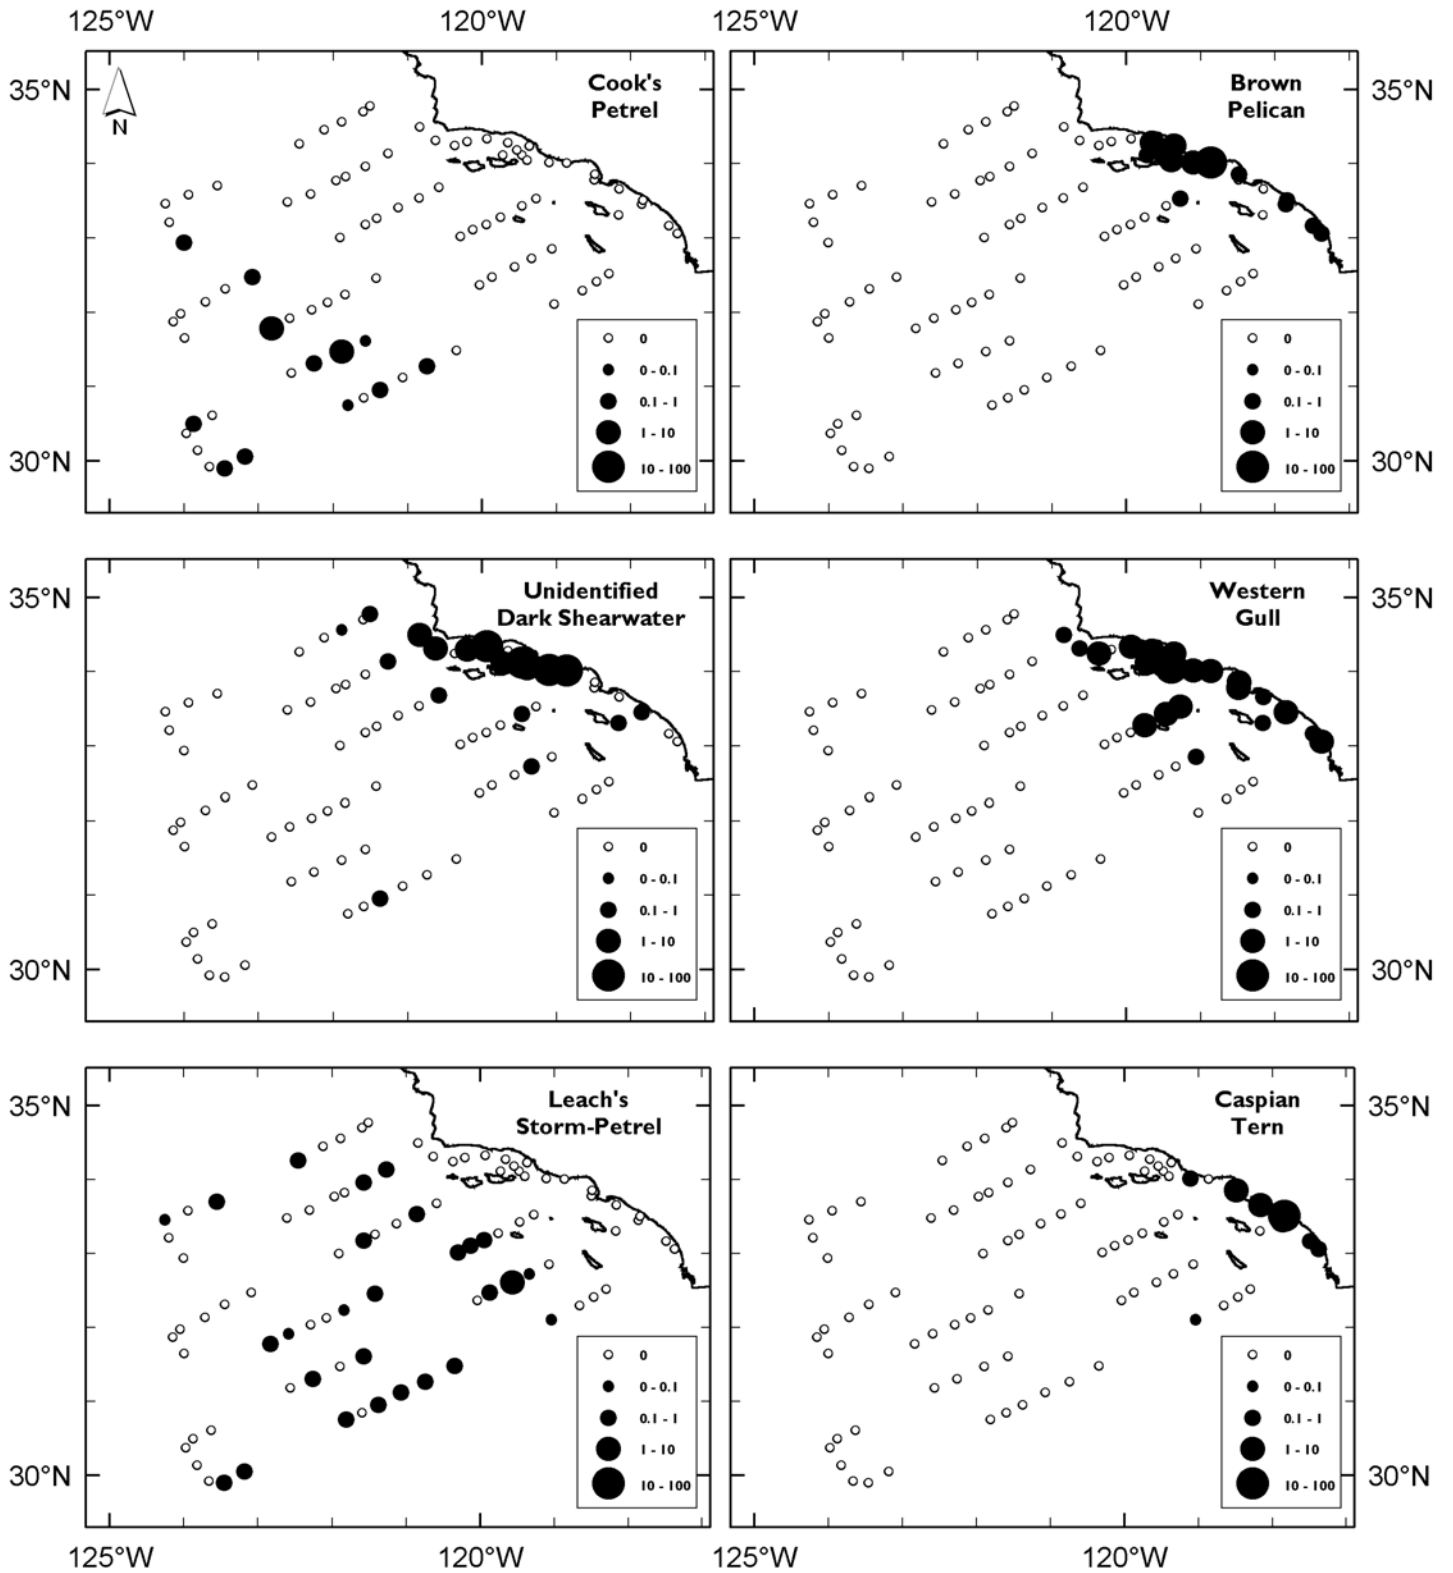 125°W 120°W 125°W 120°W
35°N 35°N
N
Cook's
Petrel
0
0 - 0.1
0.1 - 1
1 - 10
10 - 100
30°N
Brown
Pelican
0
0 - 0.1
0.1 - 1
1 - 10
10 - 100
30°N
35°N 35°N
Unidentified
Dark Shearwater
0
0 - 0.1
0.1 - 1
1 - 10
10 - 100
30°N
Western
Gull
0
0 - 0.1
0.1 - 1
1 - 10
10 - 100
30°N
35°N 35°N
Leach's
Storm-Petrel
0
0 - 0.1
0.1 - 1
1 - 10
10 - 100
30°N
Caspian
Tern
0
0 - 0.1
0.1 - 1
1 - 10
10 - 100
30°N
125°W 120°W 125°W 120°W